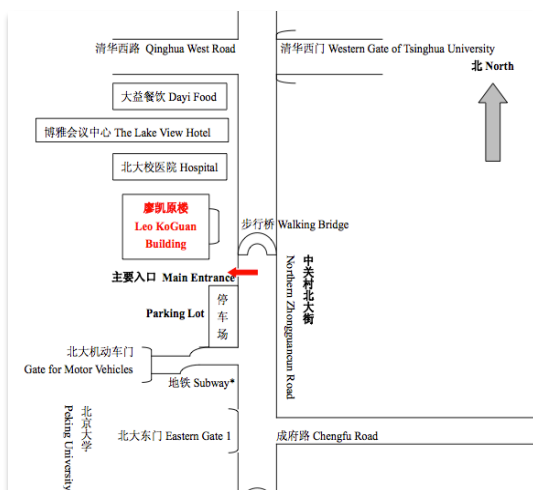 清华西路 Qinghua West Road
清华西门 Western Gate of Tsinghua University
北 North
大益餐饮 Dayi Food
博雅会议中心 The Lake View Hotel
北大校医院 Hospital
廖凯原楼
Leo KoGuan
Building
步行桥 Walking Bridge
主要入口 Main Entrance
中关村北大街
Northern Zhongguancun Road
Parking Lot
停车场
北大机动车门
Gate for Motor Vehicles
地铁 Subway*
北京大学
Peking University
北大东门 Eastern Gate 1
成府路 Chengfu Road